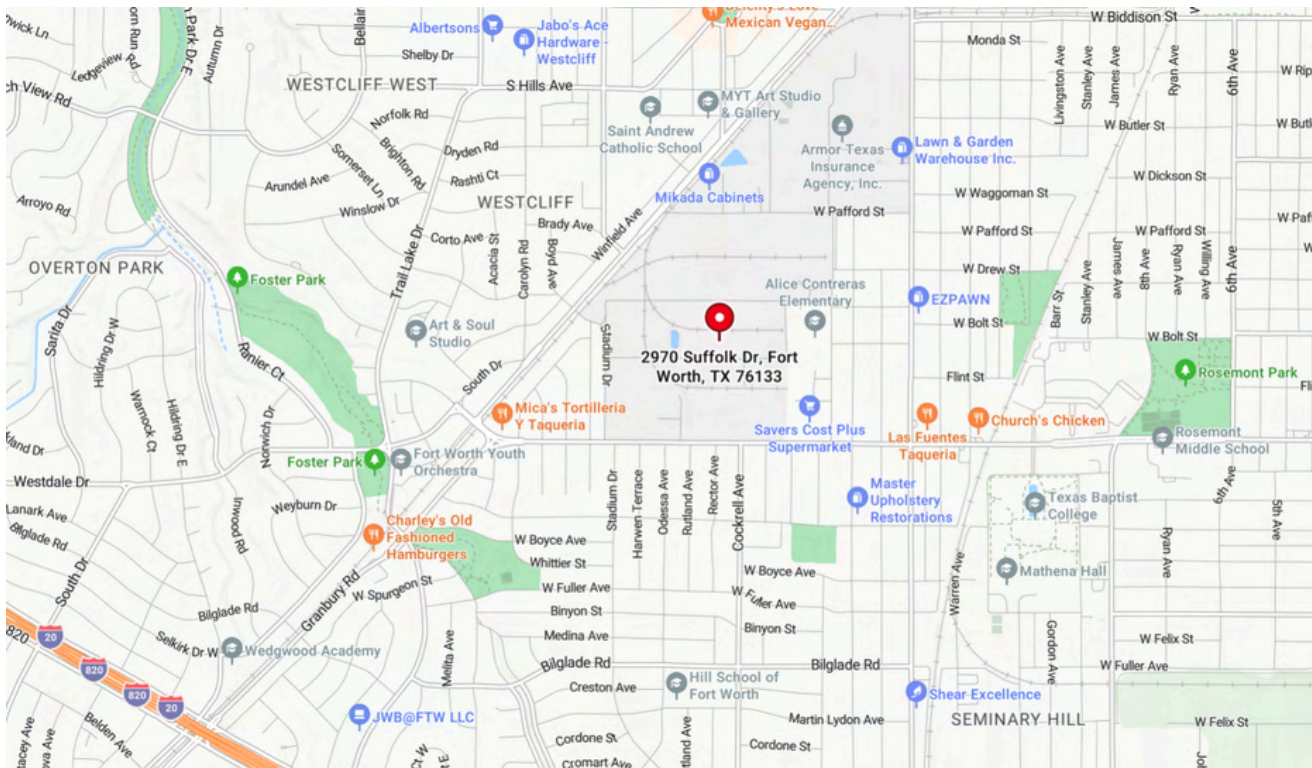 Delicity's Love
Mexican Vegan...
W Biddison St
Albertsons
Jabo's Ace
Hardware -
Westcliff
Shelby Dr
Monda St
Autumn Dr
Park Dr E
Ledgeview Rd
WESTCLIFF WEST
S Hills Ave
Livingston Ave
Stanley Ave
James Ave
Ryan Ave
6th Ave
MYT Art Studio
& Gallery
Saint Andrew
Catholic School
Norfolk Rd
Brighton Rd
Dryden Rd
Somerset Ln
Rashti Ct
Arundel Ave
Winslow Dr
Armor Texas
Insurance
Agency, Inc.
Lawn & Garden
Warehouse Inc.
W Butler St
W Dickson St
W Waggoman St
Mikada Cabinets
WESTCLIFF
Arroyo Rd
Brady Ave
W Pafford St
W Pafford St
W Pafford St
Corto Ave
Acacia St
Carolyn Rd
Boyd Ave
Winfield Ave
Trail Lake Dr
OVERTON PARK
Foster Park
W Drew St
Stanley Ave
James Ave
8th Ave
Ryan Ave
Willing Ave
6th Ave
Alice Contreras
Elementary
EZPAWN
Barr St
W Bolt St
W Bolt St
Art & Soul
Studio
Stadium Dr
2970 Suffolk Dr, Fort
Worth, TX 76133
Sarita Dr
Hildring Dr W
Warnock Ct
Hildring Dr E
Ranier Ct
Norwich Dr
South Dr
Flint St
Rosemont Park
Mica's Tortilleria
Y Taqueria
Savers Cost Plus
Supermarket
Las Fuentes
Taqueria
Church's Chicken
Rosemont
Middle School
Foster Park
Fort Worth Youth
Orchestra
Westdale Dr
Inwood Rd
Weyburn Dr
Lanark Ave
Bilglade Rd
Stadium Dr
Harwen Terrace
Odessa Ave
Rutland Ave
Rector Ave
Cockrell Ave
Master
Upholstery
Restorations
Texas Baptist
College
6th Ave
5th Ave
Ryan Ave
Charley's Old
Fashioned
Hamburgers
W Boyce Ave
Whittier St
W Fuller Ave
W Boyce Ave
W Fuller Ave
Mathena Hall
Warren Ave
South Dr
Granbury Rd
W Spurgeon St
Bilglade Rd
Binyon St
Binyon St
Medina Ave
Gordon Ave
W Felix St
820
20
820
820
20
Selkirk Dr W
Wedgwood Academy
Melita Ave
Bilglade Rd
Bilglade Rd
W Fuller Ave
Creston Ave
Hill School of
Fort Worth
Shear Excellence
JWB@FTW LLC
Martin Lydon Ave
SEMINARY HILL
W Felix St
Belden Ave
Cordone St
Cordone St
Cromart Ave